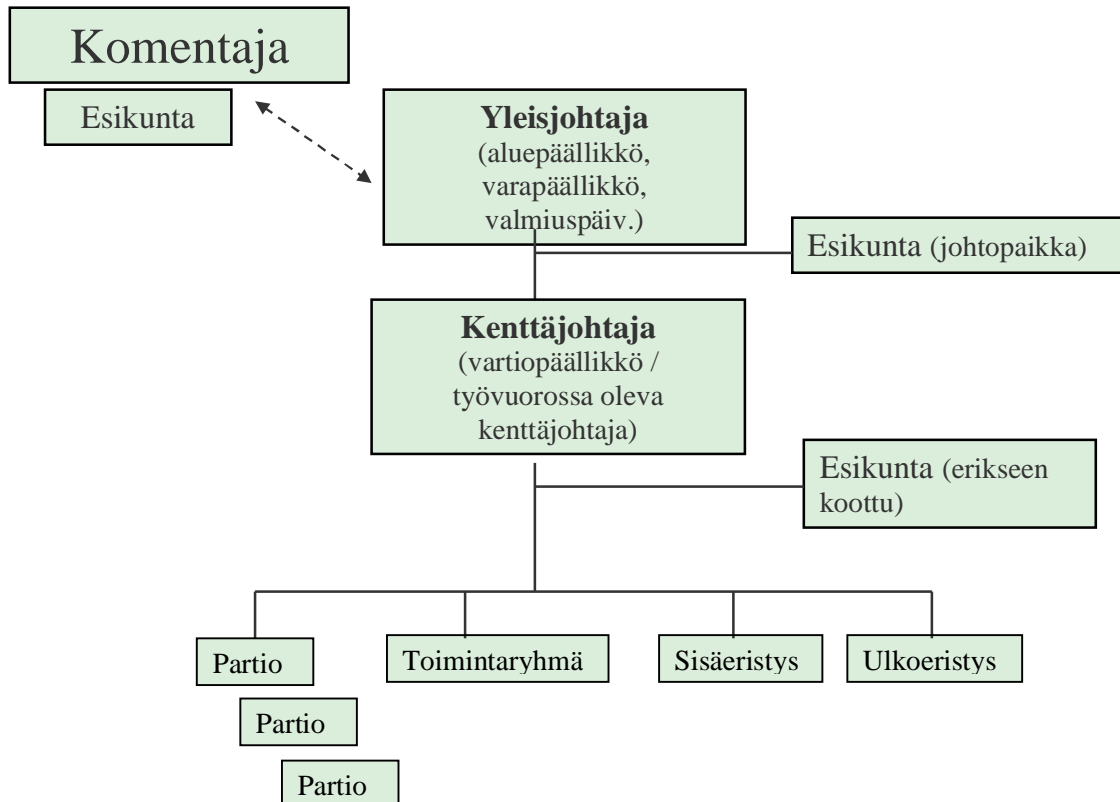 Komentaja
Esikunta
Yleisjohtaja
(aluepäällikkö,
varapäällikkö,
valmiuspäiv.)
Esikunta (johtopaikka)
Kenttäjohtaja
(vartiopäällikkö /
työvuorossa oleva
kenttäjohtaja)
Esikunta (erikseen
koottu)
Partio
Toimintaryhmä
Sisäeristys
Ulkoeristys
Partio
Partio